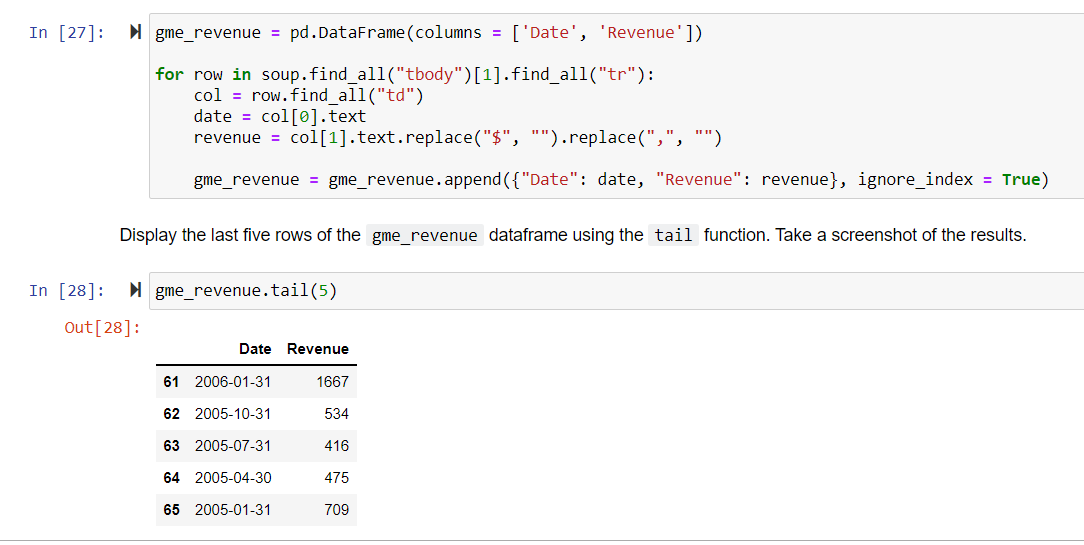 In [27]:
gme_revenue = pd.DataFrame(columns = ['Date', 'Revenue'])
for row in soup.find_all("tbody")[1].find_all("tr"):
    col = row.find_all("td")
    date = col[0].text
    revenue = col[1].text.replace("$", "").replace(",", "")
    gme_revenue = gme_revenue.append({"Date": date, "Revenue": revenue}, ignore_index = True)
Display the last five rows of the gme_revenue dataframe using the tail function. Take a screenshot of the results.
In [28]:
gme_revenue.tail(5)
Out[28]:
Date Revenue
61 2006-01-31 1667
62 2005-10-31 534
63 2005-07-31 416
64 2005-04-30 475
65 2005-01-31 709